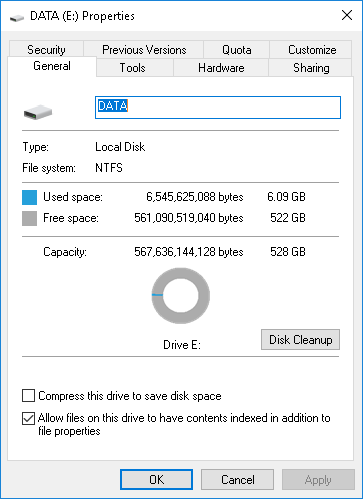 DATA (E:) Properties
Security Previous Versions Quota Customize
General Tools Hardware Sharing
DATA
Type: Local Disk
File system: NTFS
Used space: 6,545,625,088 bytes 6.09 GB
Free space: 561,090,519,040 bytes 522 GB
Capacity: 567,636,144,128 bytes 528 GB
Drive E:
Disk Cleanup
Compress this drive to save disk space
Allow files on this drive to have contents indexed in addition to
file properties
OK Cancel Apply